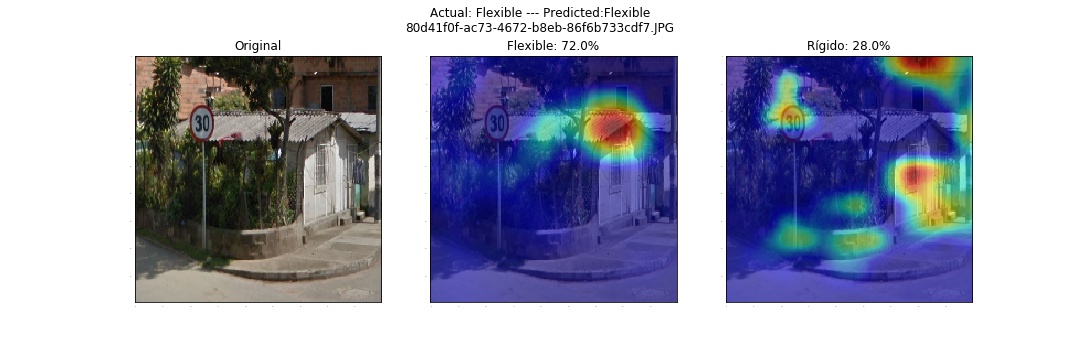 Actual: Flexible --- Predicted:Flexible
80d41f0f-ac73-4672-b8eb-86f6b733cdf7.JPG
Original
Flexible: 72.0%
Rígido: 28.0%
30
30
30